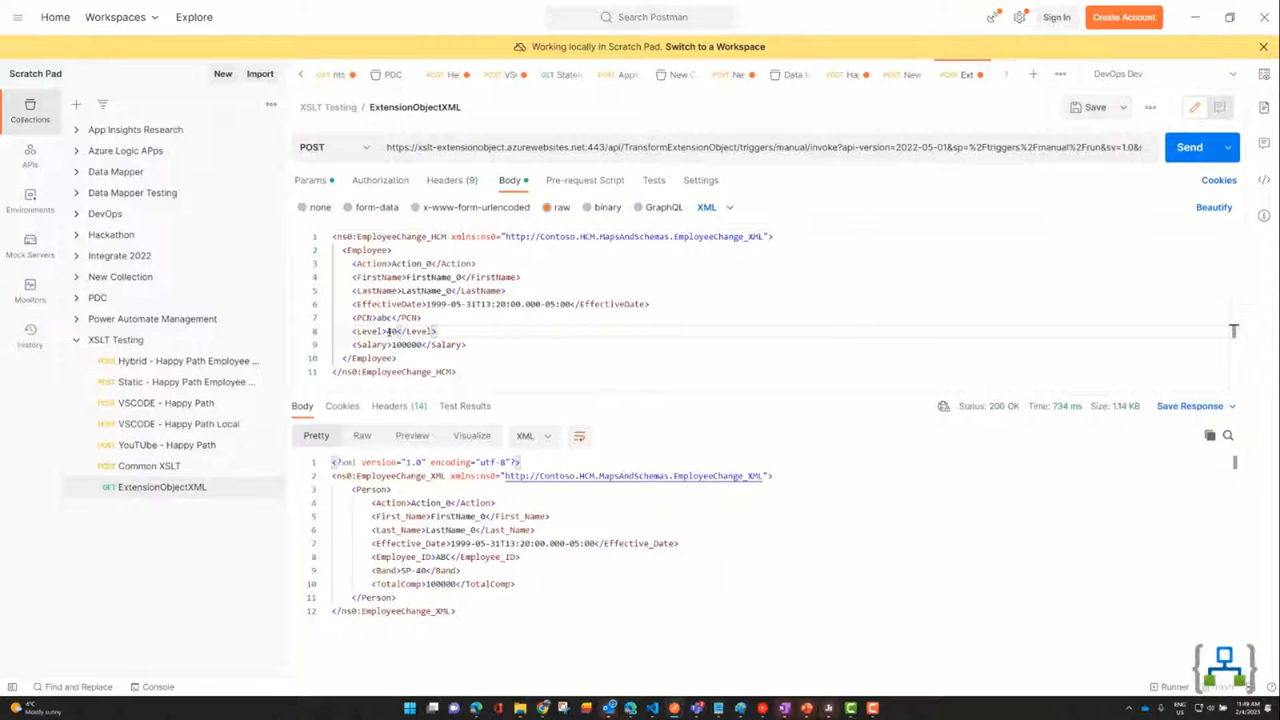 Home Workspaces Explore Search Postman Sign In Create Account
Working locally in Scratch Pad. Switch to a Workspace
Scratch Pad New Import PDC New DevOps Dev
XSLT Testing / ExtensionObjectXML Save
POST https://xslt-extensionobject.azurewebsites.net:443/api/TransformExtensionObject/triggers/manual/invoke?api-version=2022-05-01&sp=%2Ftriggers%2Fmanual%2Frun&sv=1.0& Send
Params Authorization Headers (9) Body Pre-request Script Tests Settings Cookies
none form-data x-www-form-urlencoded raw binary GraphQL XML Beautify
Collections
APIs
Environments
Mock Servers
Monitors
History
App Insights Research
Azure Logic APps
Data Mapper
Data Mapper Testing
DevOps
Hackathon
Integrate 2022
New Collection
PDC
Power Automate Management
XSLT Testing
POST Hybrid - Happy Path Employee ...
POST Static - Happy Path Employee ...
POST VSCODE - Happy Path
POST VSCODE - Happy Path Local
POST YouTUbe - Happy Path
POST Common XSLT
GET ExtensionObjectXML
1 <ns0:EmployeeChange_HCM xmlns:ns0="http://Contoso.HCM.MapsAndSchemas.EmployeeChange_XML">
2 <Employee>
3 <Action>Action_0</Action>
4 <FirstName>FirstName_0</FirstName>
5 <LastName>LastName_0</LastName>
6 <EffectiveDate>1999-05-31T13:20:00.000-05:00</EffectiveDate>
7 <PCN>abc</PCN>
8 <Level>40</Level>
9 <Salary>100000</Salary>
10 </Employee>
11 </ns0:EmployeeChange_HCM>
Body Cookies Headers (14) Test Results Status: 200 OK Time: 734 ms Size: 1.14 KB Save Response
Pretty Raw Preview Visualize XML
1 <?xml version="1.0" encoding="utf-8"?>
2 <ns0:EmployeeChange_XML xmlns:ns0="http://Contoso.HCM.MapsAndSchemas.EmployeeChange_XML">
3 <Person>
4 <Action>Action_0</Action>
5 <First_Name>FirstName_0</First_Name>
6 <Last_Name>LastName_0</Last_Name>
7 <Effective_Date>1999-05-31T13:20:00.000-05:00</Effective_Date>
8 <Employee_ID>ABC</Employee_ID>
9 <Band>SP-40</Band>
10 <TotalComp>100000</TotalComp>
11 </Person>
12 </ns0:EmployeeChange_XML>
Find and Replace Console Runner
4°C
Mostly sunny
ENG
US
11:49 AM
2/4/2025